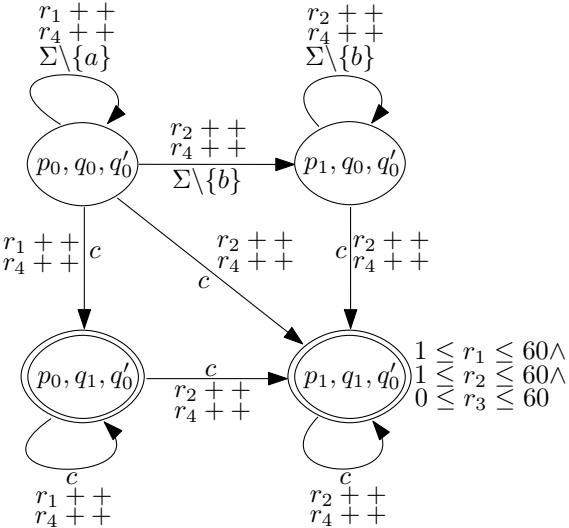 r₁ ++
r₄ ++
Σ\{a}
r₂ ++
r₄ ++
Σ\{b}
p₀, q₀, q′₀
r₂ ++
r₄ ++
Σ\{b}
p₁, q₀, q′₀
r₁ ++
r₄ ++
c
r₂ ++
r₄ ++
c
c
r₂ ++
r₄ ++
p₀, q₁, q′₀
c
r₂ ++
r₄ ++
p₁, q₁, q′₀
1 ≤ r₁ ≤ 60∧
1 ≤ r₂ ≤ 60∧
0 ≤ r₃ ≤ 60
c
r₁ ++
r₄ ++
c
r₂ ++
r₄ ++